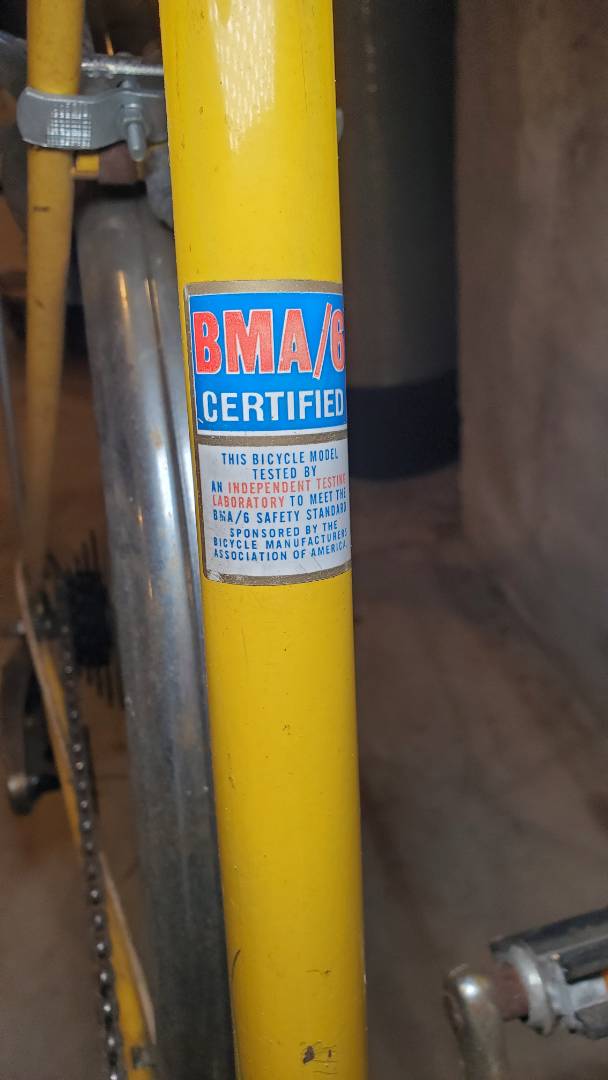 BMA/6
CERTIFIED
THIS BICYCLE MODEL
TESTED BY
AN INDEPENDENT TESTING
LABORATORY TO MEET THE
BMA/6 SAFETY STANDARD
SPONSORED BY THE
BICYCLE MANUFACTURERS
ASSOCIATION OF AMERICA